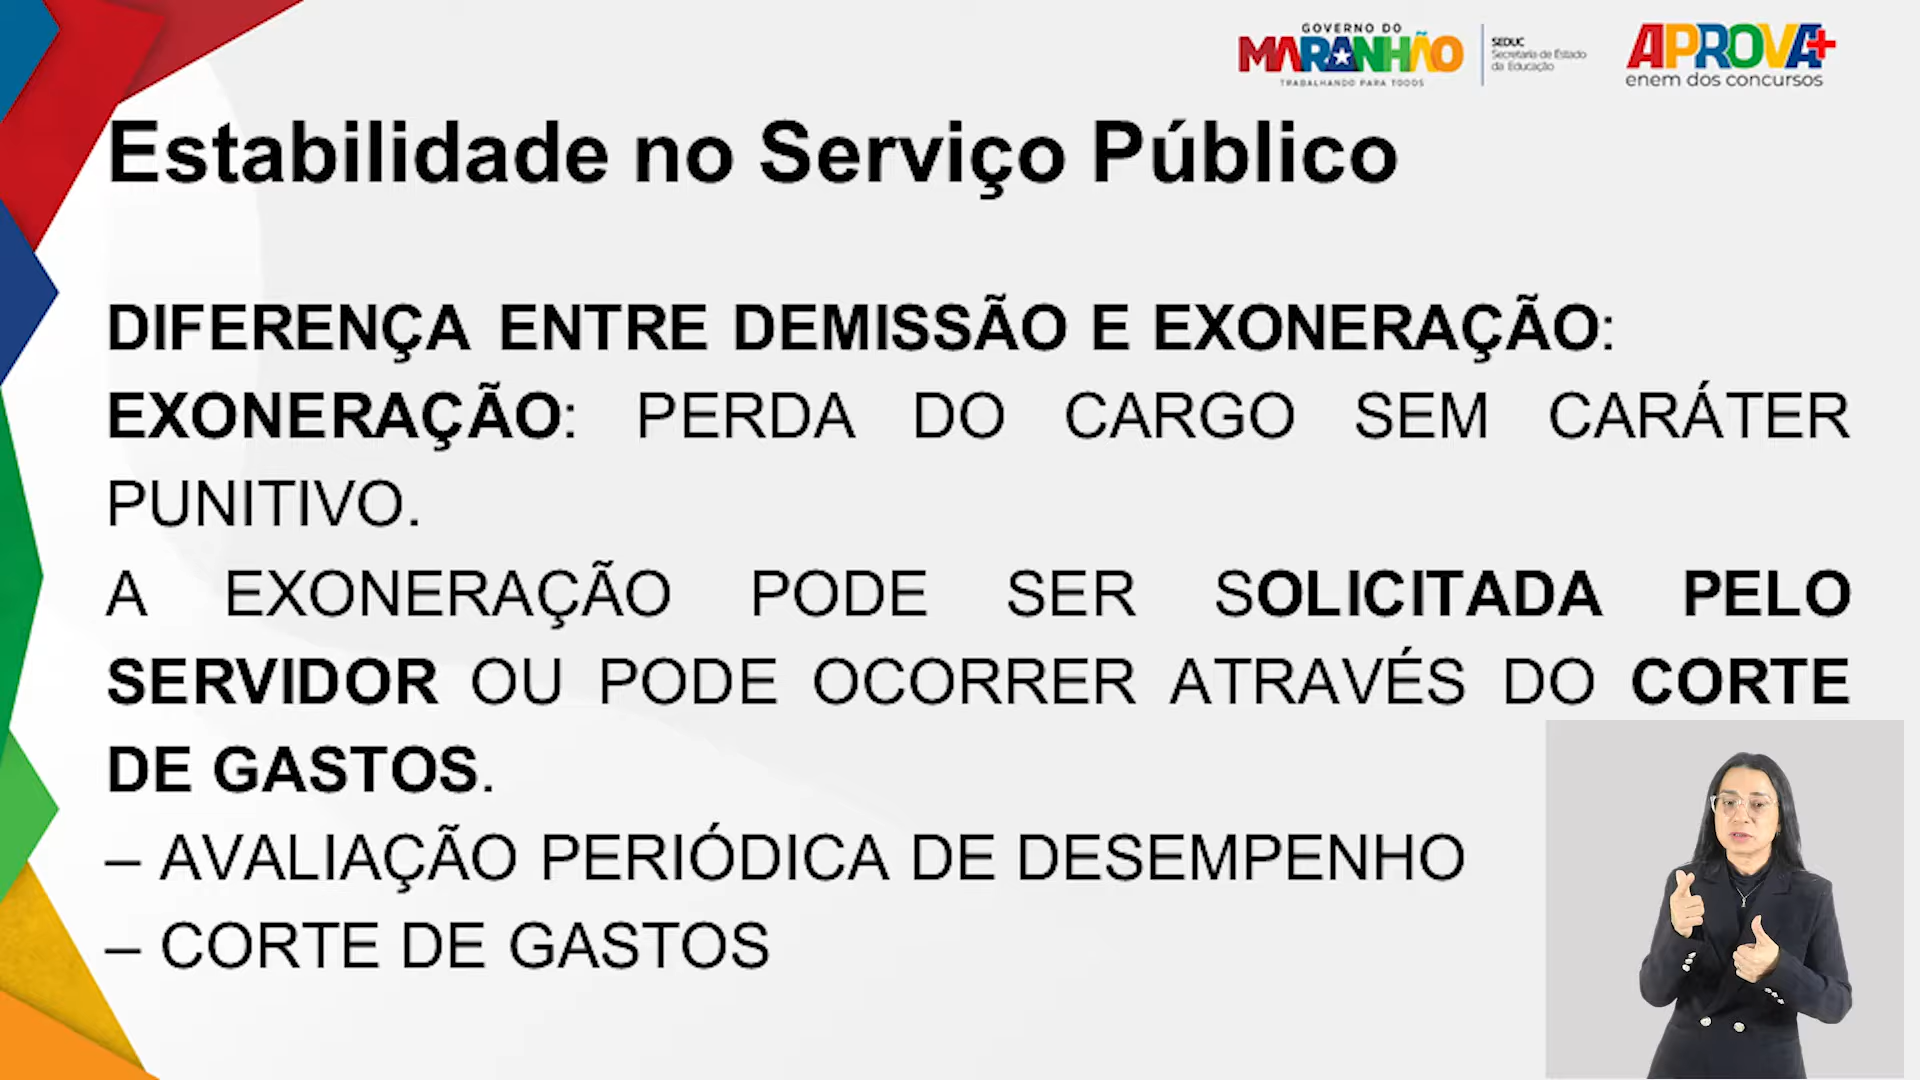 GOVERNO DO
MARANHÃO
TRABALHANDO PARA TODOS
SEDUC
Secretaria de Estado
da Educação
APROVA+
enem dos concursos
Estabilidade no Serviço Público
DIFERENÇA ENTRE DEMISSÃO E EXONERAÇÃO:
EXONERAÇÃO: PERDA DO CARGO SEM CARÁTER
PUNITIVO.
A EXONERAÇÃO PODE SER SOLICITADA PELO
SERVIDOR OU PODE OCORRER ATRAVÉS DO CORTE
DE GASTOS.
– AVALIAÇÃO PERIÓDICA DE DESEMPENHO
– CORTE DE GASTOS